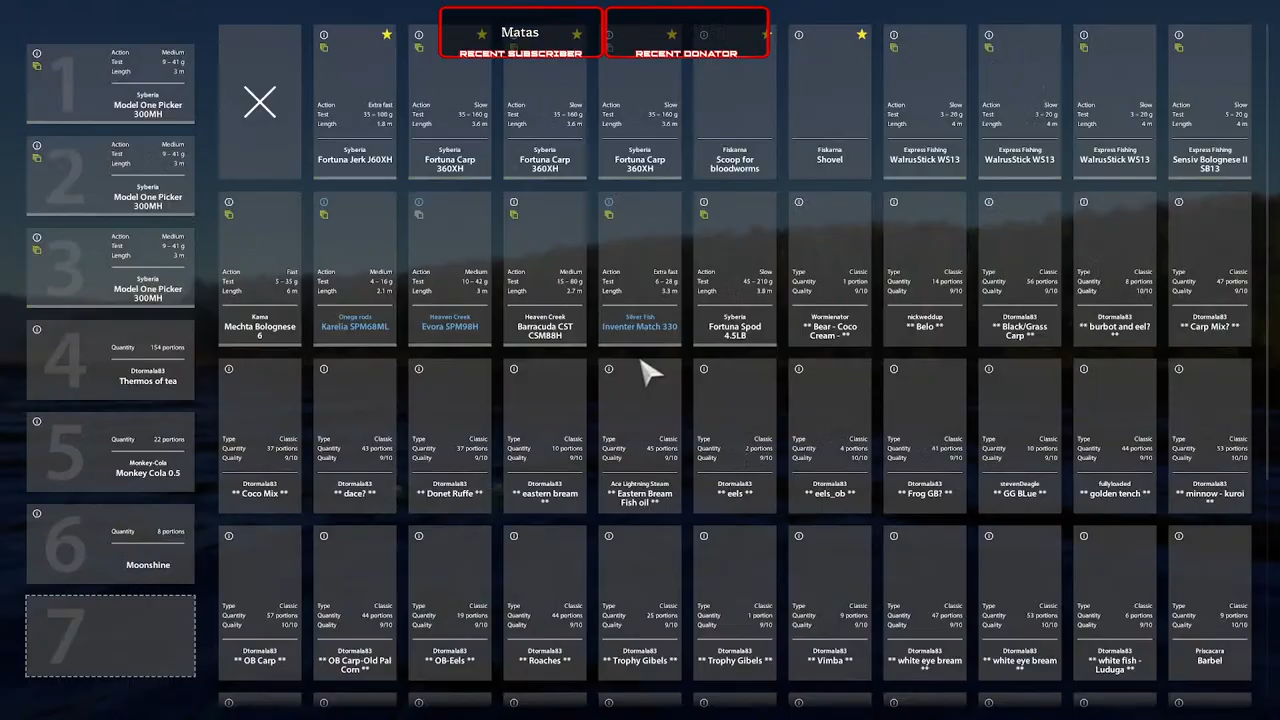 Matas
RECENT SUBSCRIBER
RECENT DONATOR
1
Action Medium
Test 9 – 41 g
Length 3 m
Syberia
Model One Picker
300MH
2
Action Medium
Test 9 – 41 g
Length 3 m
Syberia
Model One Picker
300MH
3
Action Medium
Test 9 – 41 g
Length 3 m
Syberia
Model One Picker
300MH
4
Quantity 154 portions
Dtormala83
Thermos of tea
5
Quantity 22 portions
Monkey-Cola
Monkey Cola 0.5
6
Quantity 8 portions
Moonshine
7
Action Extra fast
Test 35 – 100 g
Length 1.8 m
Syberia
Fortuna Jerk J60XH
Action Slow
Test 35 – 160 g
Length 3.6 m
Syberia
Fortuna Carp
360XH
Action Slow
Test 35 – 160 g
Length 3.6 m
Syberia
Fortuna Carp
360XH
Action Slow
Test 35 – 160 g
Length 3.6 m
Syberia
Fortuna Carp
360XH
Fiskarna
Scoop for
bloodworms
Fiskarna
Shovel
Action Slow
Test 3 – 20 g
Length 4 m
Express Fishing
WalrusStick WS13
Action Slow
Test 3 – 20 g
Length 4 m
Express Fishing
WalrusStick WS13
Action Slow
Test 3 – 20 g
Length 4 m
Express Fishing
WalrusStick WS13
Action Slow
Test 5 – 20 g
Length 4 m
Express Fishing
Sensiv Bolognese II
SB13
Action Fast
Test 5 – 35 g
Length 6 m
Kama
Mechta Bolognese
6
Action Medium
Test 4 – 16 g
Length 2.1 m
Onega rods
Karelia SPM68ML
Action Medium
Test 10 – 42 g
Length 3 m
Heaven Creek
Evora SPM98H
Action Medium
Test 15 – 80 g
Length 2.7 m
Heaven Creek
Barracuda CST
CSM88H
Action Extra fast
Test 6 – 28 g
Length 3.3 m
Silver Fish
Inventer Match 330
Action Slow
Test 45 – 210 g
Length 3.8 m
Syberia
Fortuna Spod
4.5LB
Type Classic
Quantity 1 portion
Quality 9/10
Wormienator
** Bear - Coco
Cream - **
Type Classic
Quantity 47 portions
Quality 9/10
nickweddup
** Belo **
Type Classic
Quantity 56 portions
Quality 9/10
Dtormala83
** Black/Grass
Carp **
Type Classic
Quantity 8 portions
Quality 9/10
Dtormala83
** burbot and eel?
**
Type Classic
Quantity 47 portions
Quality 9/10
Dtormala83
** Carp Mix? **
Type Classic
Quantity 37 portions
Quality 9/10
Dtormala83
** Coco Mix **
Type Classic
Quantity 43 portions
Quality 9/10
Dtormala83
** dace? **
Type Classic
Quantity 37 portions
Quality 9/10
Dtormala83
** Donet Ruffe **
Type Classic
Quantity 10 portions
Quality 9/10
Dtormala83
** eastern bream
**
Type Classic
Quantity 45 portions
Quality 9/10
Ace Lightning Steam
** Eastern Bream
Fish oil **
Type Classic
Quantity 2 portions
Quality 9/10
Dtormala83
** eels **
Type Classic
Quantity 4 portions
Quality 10/10
Dtormala83
** eels_ob **
Type Classic
Quantity 41 portions
Quality 9/10
Dtormala83
** Frog GB? **
Type Classic
Quantity 10 portions
Quality 9/10
stevenDeagle
** GG BLue **
Type Classic
Quantity 44 portions
Quality 9/10
fullyloaded
** golden tench **
Type Classic
Quantity 53 portions
Quality 10/10
Dtormala83
** minnow - kuroi
**
Type Classic
Quantity 57 portions
Quality 10/10
Dtormala83
** OB Carp **
Type Classic
Quantity 44 portions
Quality 9/10
Dtormala83
** OB Carp-Old Pal
Corn **
Type Classic
Quantity 19 portions
Quality 9/10
Dtormala83
** OB-Eels **
Type Classic
Quantity 44 portions
Quality 9/10
Dtormala83
** Roaches **
Type Classic
Quantity 25 portions
Quality 9/10
Dtormala83
** Trophy Gibels **
Type Classic
Quantity 1 portion
Quality 9/10
Dtormala83
** Trophy Gibels **
Type Classic
Quantity 9 portions
Quality 9/10
Dtormala83
** Vimba **
Type Classic
Quantity 47 portions
Quality 9/10
Dtormala83
** white eye bream
**
Type Classic
Quantity 53 portions
Quality 10/10
Dtormala83
** white eye bream
**
Type Classic
Quantity 6 portions
Quality 9/10
Dtormala83
** white fish -
Luduga **
Type Classic
Quantity 9 portions
Quality 10/10
Priscacara
Barbel